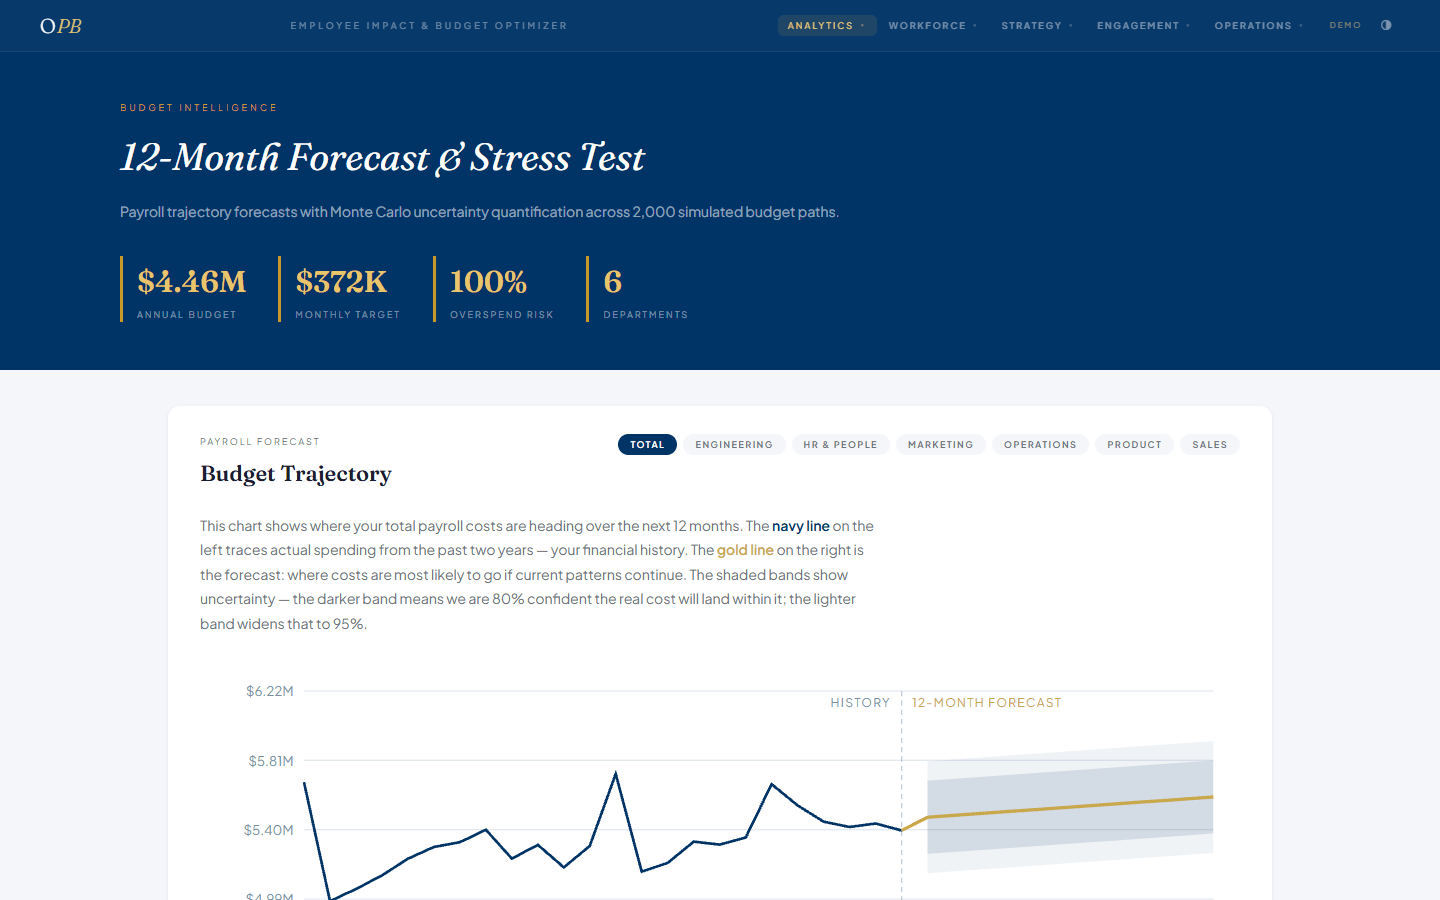 OPB
EMPLOYEE IMPACT & BUDGET OPTIMIZER
ANALYTICS
WORKFORCE
STRATEGY
ENGAGEMENT
OPERATIONS
DEMO
BUDGET INTELLIGENCE
12-Month Forecast & Stress Test
Payroll trajectory forecasts with Monte Carlo uncertainty quantification across 2,000 simulated budget paths.
$4.46M
ANNUAL BUDGET
$372K
MONTHLY TARGET
100%
OVERSPEND RISK
6
DEPARTMENTS
PAYROLL FORECAST
Budget Trajectory
TOTAL
ENGINEERING
HR & PEOPLE
MARKETING
OPERATIONS
PRODUCT
SALES
This chart shows where your total payroll costs are heading over the next 12 months. The navy line on the
left traces actual spending from the past two years — your financial history. The gold line on the right is
the forecast: where costs are most likely to go if current patterns continue. The shaded bands show
uncertainty — the darker band means we are 80% confident the real cost will land within it; the lighter
band widens that to 95%.
$6.22M
HISTORY
12-MONTH FORECAST
$5.81M
$5.40M
$4.99M